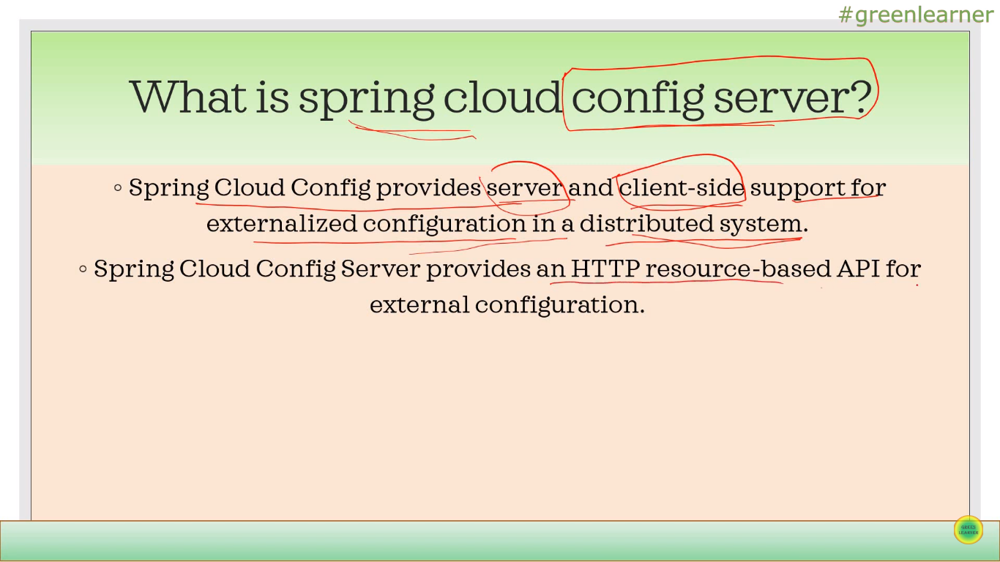 #greenlearner
What is spring cloud config server?
◦ Spring Cloud Config provides server and client-side support for
externalized configuration in a distributed system.
◦ Spring Cloud Config Server provides an HTTP resource-based API for
external configuration.
GREEN
LEARNER